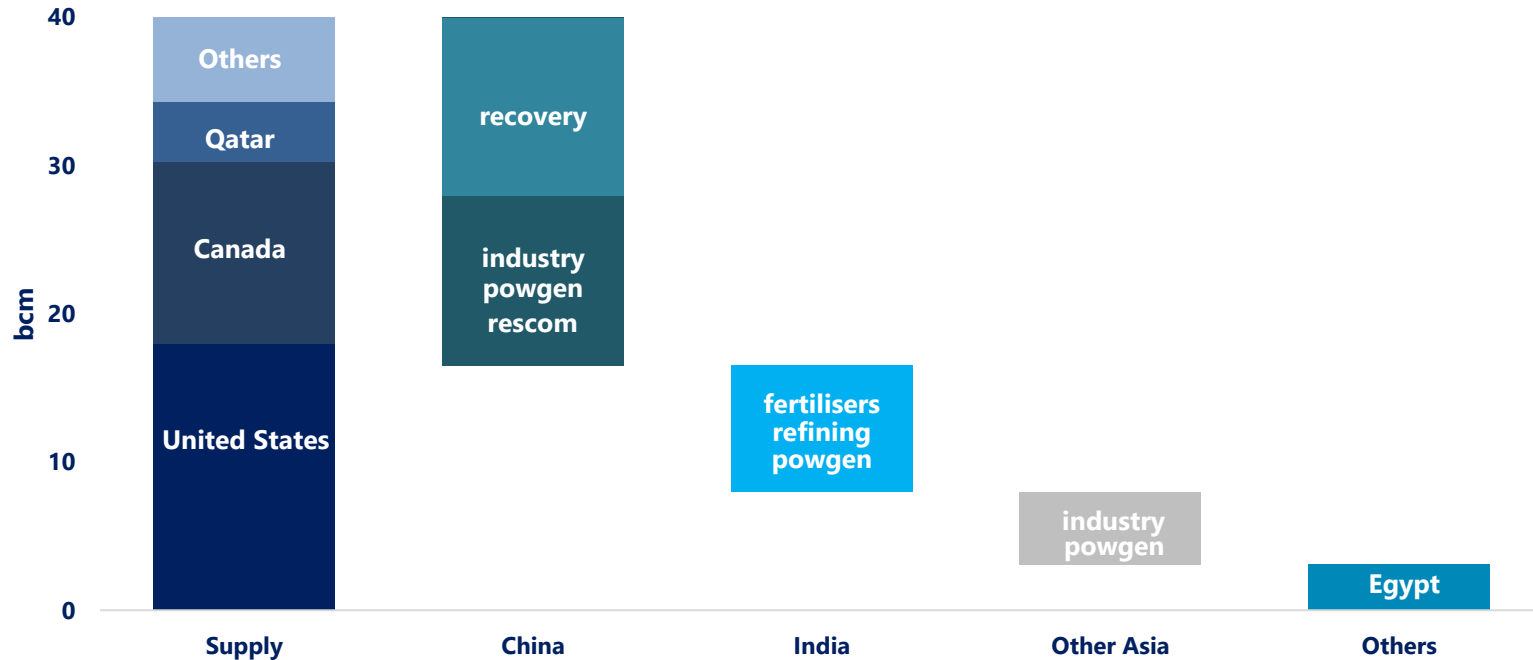 40
30
20
10
0
bcm
Others
Qatar
Canada
United States
recovery
industry
powgen
rescom
fertilisers
refining
powgen
industry
powgen
Egypt
Supply
China
India
Other Asia
Others